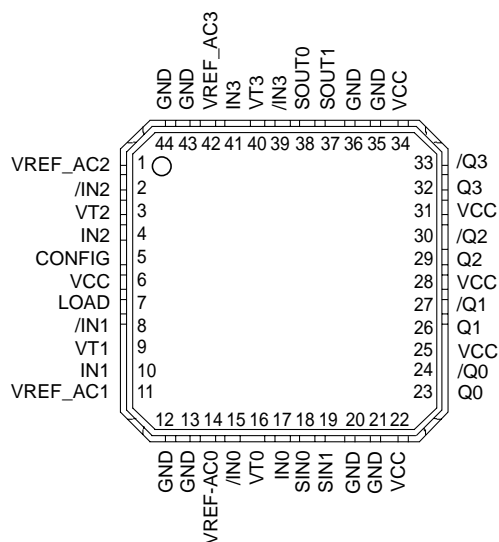 VREF_AC3
GND GND IN3 VT3 /IN3 SOUT0 SOUT1 GND GND VCC
44 43 42 41 40 39 38 37 36 35 34
VREF_AC2 1 33 /Q3
/IN2 2 32 Q3
VT2 3 31 VCC
IN2 4 30 /Q2
CONFIG 5 29 Q2
VCC 6 28 VCC
LOAD 7 27 /Q1
/IN1 8 26 Q1
VT1 9 25 VCC
IN1 10 24 /Q0
VREF_AC1 11 23 Q0
12 13 14 15 16 17 18 19 20 21 22
GND GND VREF-AC0 /IN0 VT0 IN0 SIN0 SIN1 GND GND VCC